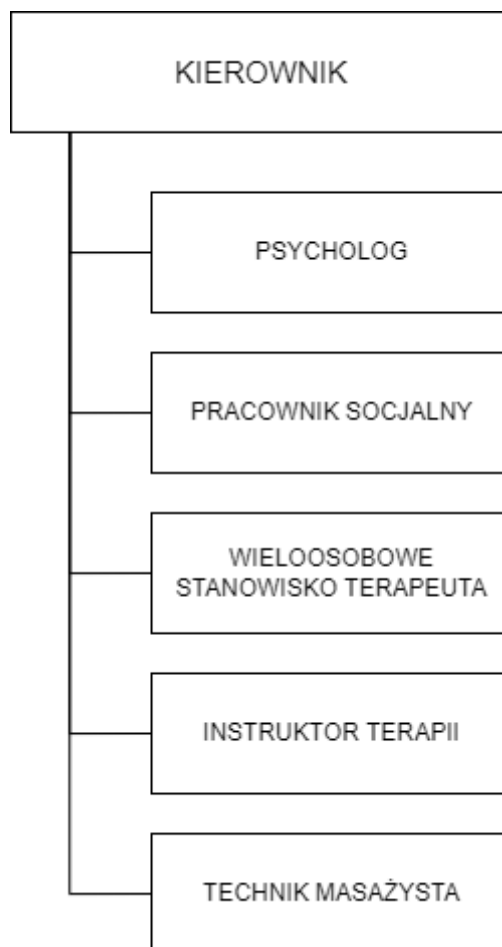 KIEROWNIK
PSYCHOLOG
PRACOWNIK SOCJALNY
WIELOOSOBOWE
STANOWISKO TERAPEUTA
INSTRUKTOR TERAPII
TECHNIK MASAŻYSTA